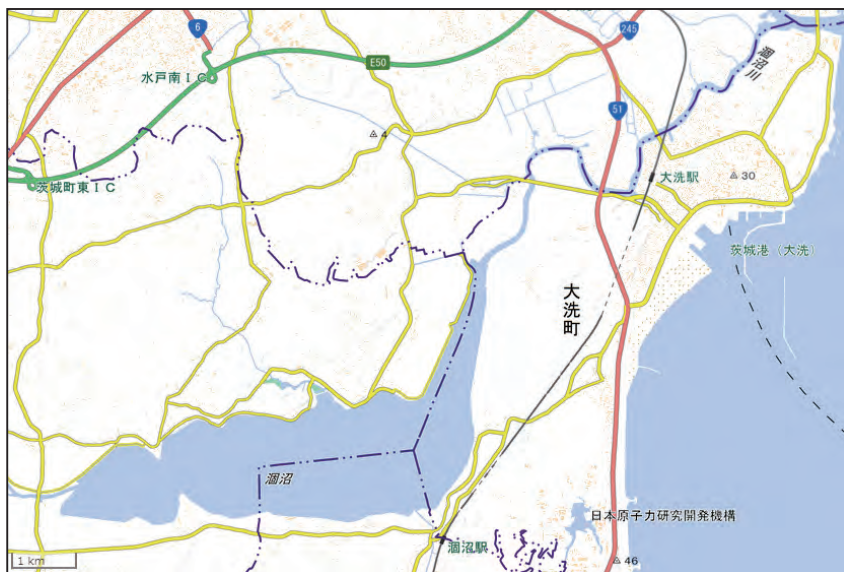 6
245
涸沼川
水戸南IC
E50
51
4
大洗駅
30
茨城町東IC
茨城港(大洗)
大洗町
涸沼
日本原子力研究開発機構
涸沼駅
46
1 km